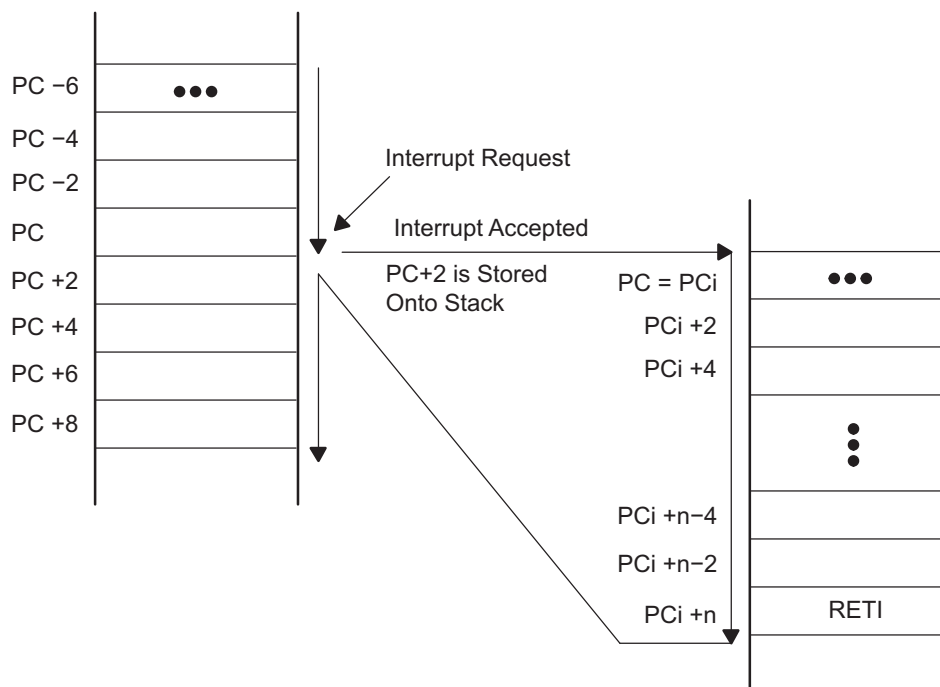 PC −6
PC −4
PC −2
PC
PC +2
PC +4
PC +6
PC +8
Interrupt Request
Interrupt Accepted
PC+2 is Stored
Onto Stack
PC = PCi
PCi +2
PCi +4
PCi +n−4
PCi +n−2
PCi +n
RETI